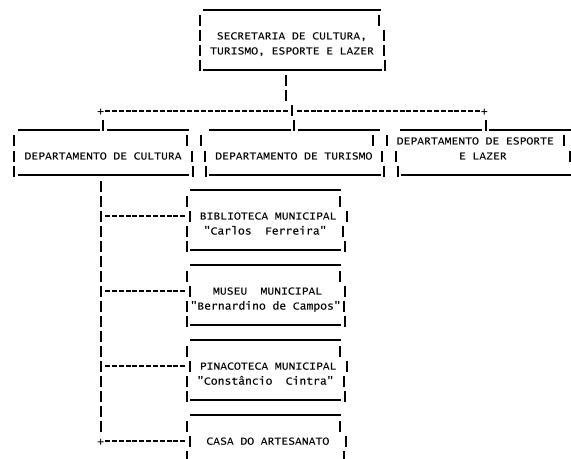 SECRETARIA DE CULTURA,
TURISMO, ESPORTE E LAZER
DEPARTAMENTO DE CULTURA
DEPARTAMENTO DE TURISMO
DEPARTAMENTO DE ESPORTE
E LAZER
BIBLIOTECA MUNICIPAL
"Carlos Ferreira"
MUSEU MUNICIPAL
"Bernardino de Campos"
PINACOTECA MUNICIPAL
"Constâncio Cintra"
CASA DO ARTESANATO